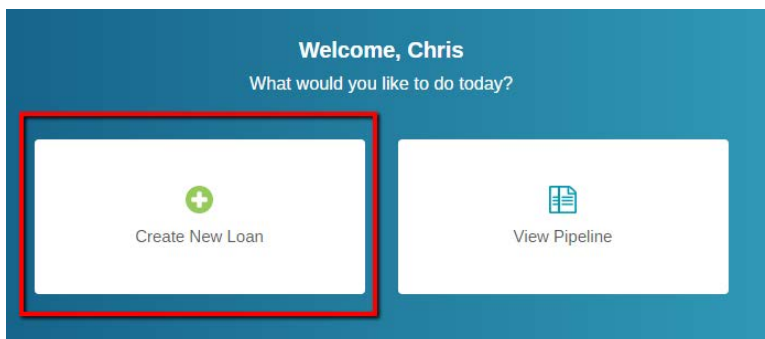 Welcome, Chris
What would you like to do today?
Create New Loan
View Pipeline